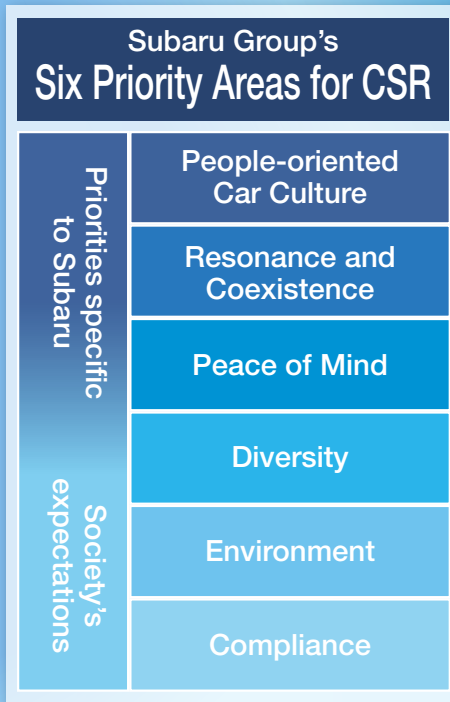 Subaru Group's
Six Priority Areas for CSR
Priorities specific
to Subaru
Society's
expectations
People-oriented
Car Culture
Resonance and
Coexistence
Peace of Mind
Diversity
Environment
Compliance